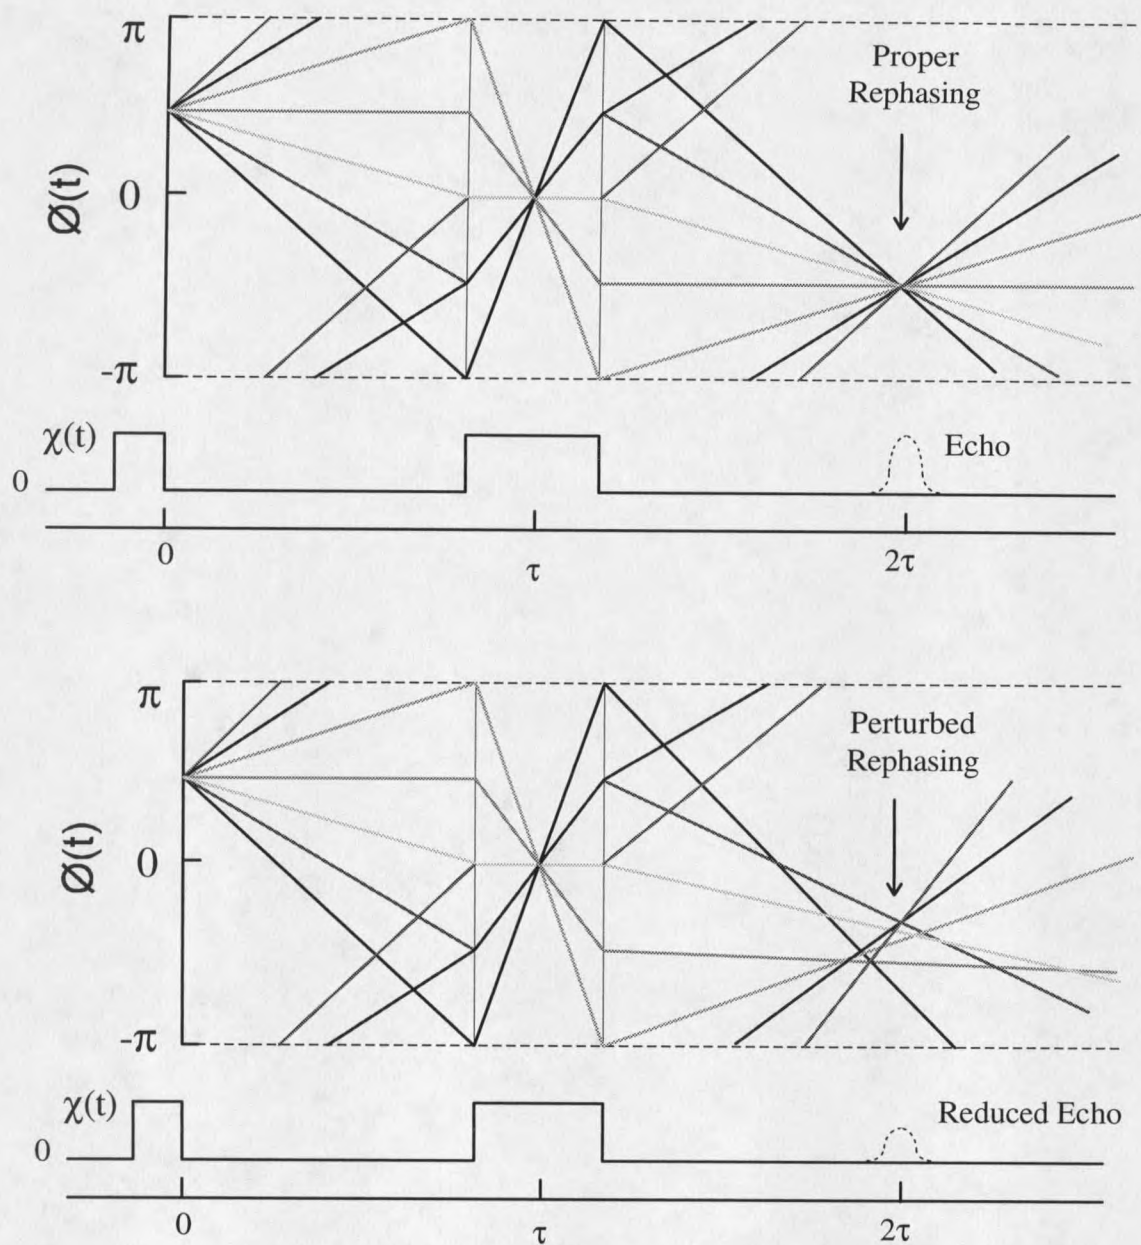 π
Proper
Rephasing
Ø(t)
0
-π
χ(t)
Echo
0
0
τ
2τ
π
Perturbed
Rephasing
Ø(t)
0
-π
χ(t)
Reduced Echo
0
0
τ
2τ